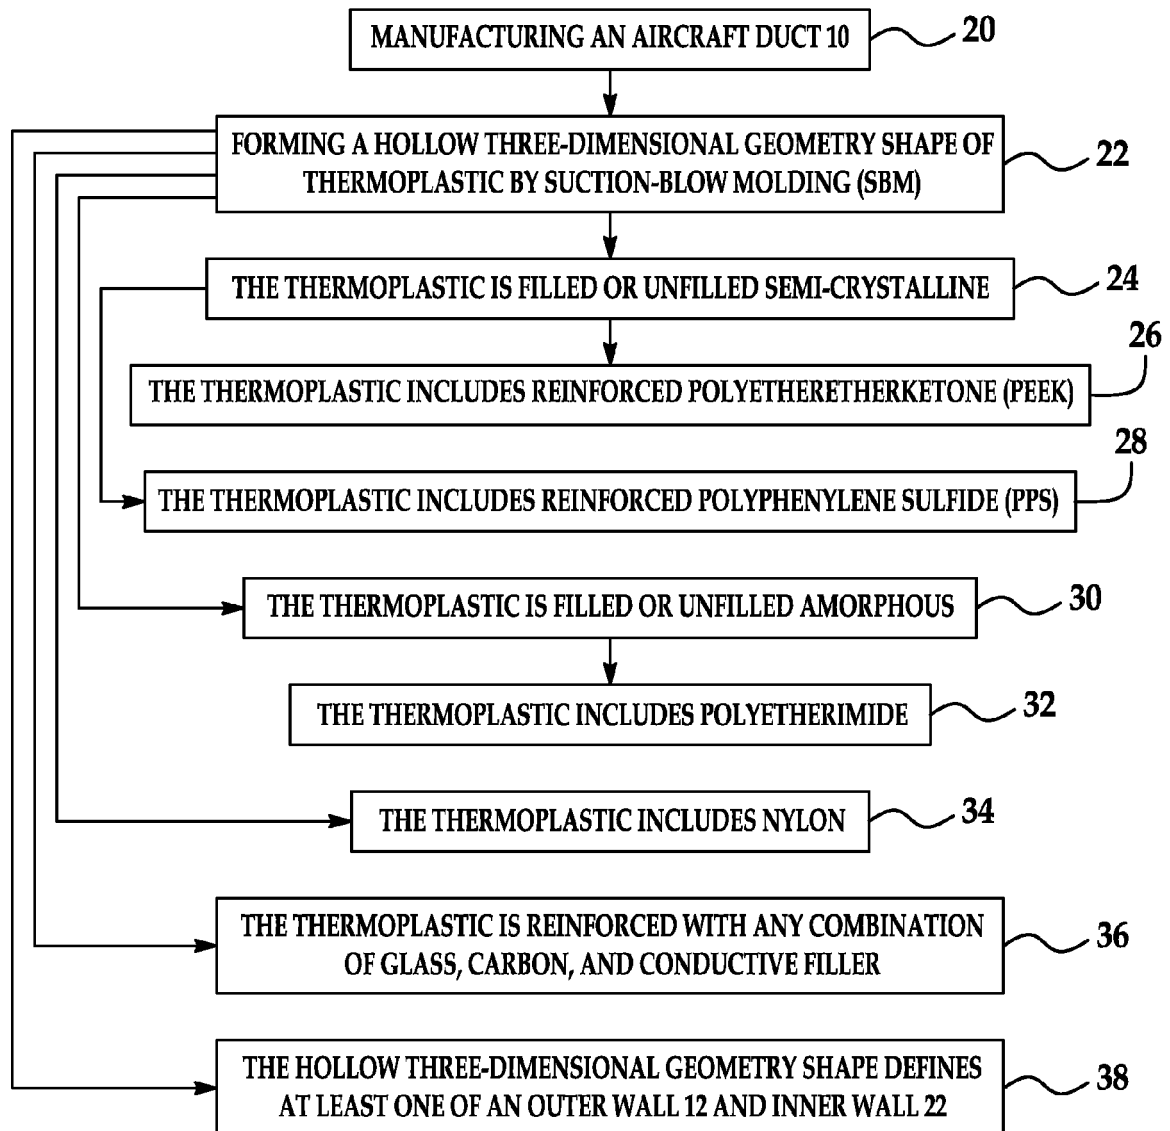 MANUFACTURING AN AIRCRAFT DUCT 10
20
FORMING A HOLLOW THREE-DIMENSIONAL GEOMETRY SHAPE OF
THERMOPLASTIC BY SUCTION-BLOW MOLDING (SBM)
22
THE THERMOPLASTIC IS FILLED OR UNFILLED SEMI-CRYSTALLINE
24
26
THE THERMOPLASTIC INCLUDES REINFORCED POLYETHERETHERKETONE (PEEK)
28
THE THERMOPLASTIC INCLUDES REINFORCED POLYPHENYLENE SULFIDE (PPS)
THE THERMOPLASTIC IS FILLED OR UNFILLED AMORPHOUS
30
THE THERMOPLASTIC INCLUDES POLYETHERIMIDE
32
THE THERMOPLASTIC INCLUDES NYLON
34
THE THERMOPLASTIC IS REINFORCED WITH ANY COMBINATION
OF GLASS, CARBON, AND CONDUCTIVE FILLER
36
THE HOLLOW THREE-DIMENSIONAL GEOMETRY SHAPE DEFINES
AT LEAST ONE OF AN OUTER WALL 12 AND INNER WALL 22
38